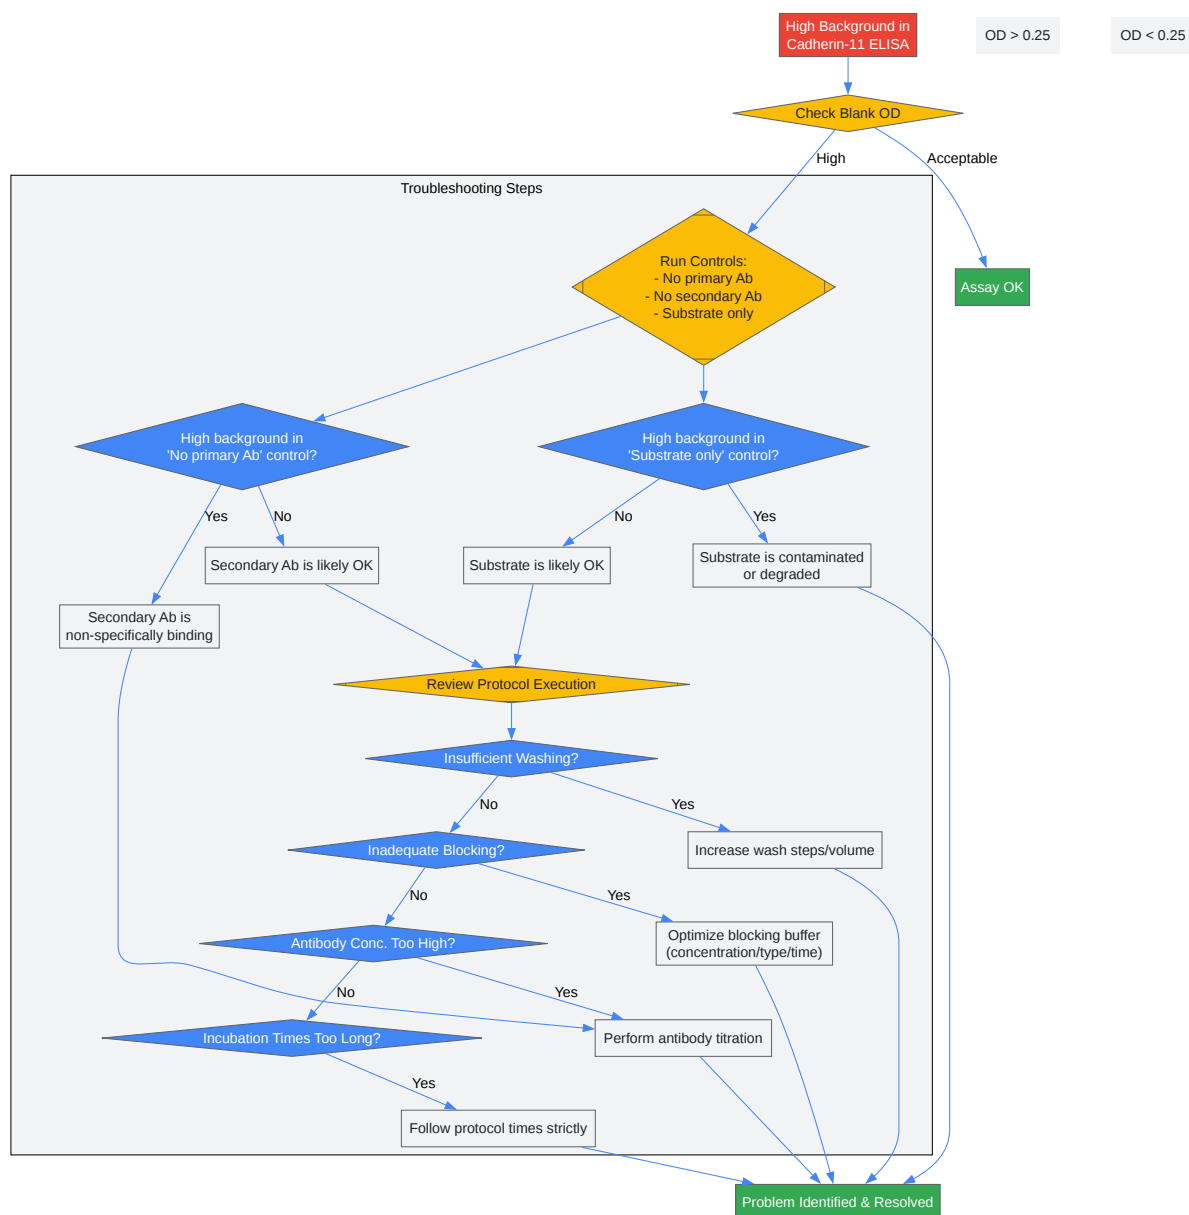 High Background in
Cadherin-11 ELISA
OD > 0.25
OD < 0.25
Check Blank OD
High
Acceptable
Troubleshooting Steps
Run Controls:
- No primary Ab
- No secondary Ab
- Substrate only
Assay OK
High background in
'No primary Ab' control?
High background in
'Substrate only' control?
Yes
No
No
Yes
Secondary Ab is likely OK
Substrate is likely OK
Substrate is contaminated
or degraded
Secondary Ab is
non-specifically binding
Review Protocol Execution
Insufficient Washing?
No
Yes
Inadequate Blocking?
Increase wash steps/volume
No
Yes
Antibody Conc. Too High?
Optimize blocking buffer
(concentration/type/time)
No
Yes
Incubation Times Too Long?
Perform antibody titration
Yes
Follow protocol times strictly
Problem Identified & Resolved